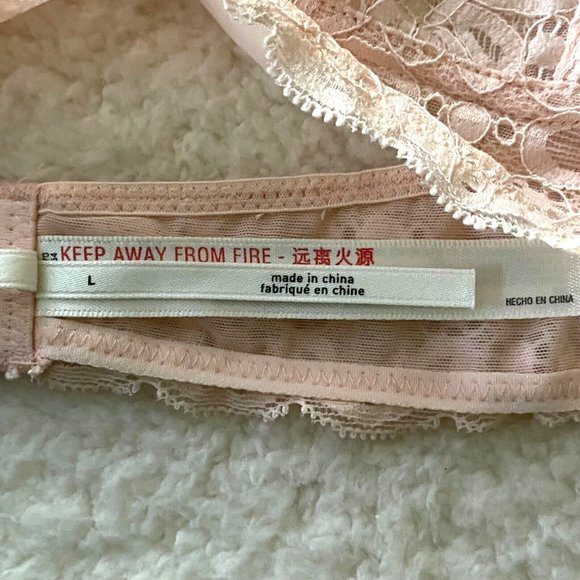 KEEP AWAY FROM FIRE - 远离火源
L
made in china
fabriqué en chine
HECHO EN CHINA